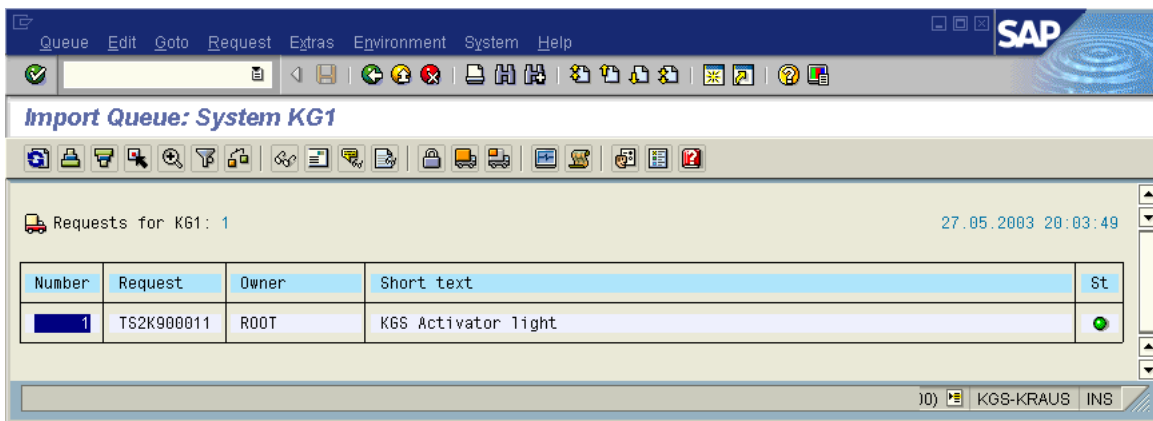 Queue Edit Goto Request Extras Environment System Help
SAP
Import Queue: System KG1
Requests for KG1: 1 27.05.2003 20:03:49
Number Request Owner Short text St
1 TS2K900011 ROOT KGS Activator light
)0) KGS-KRAUS INS